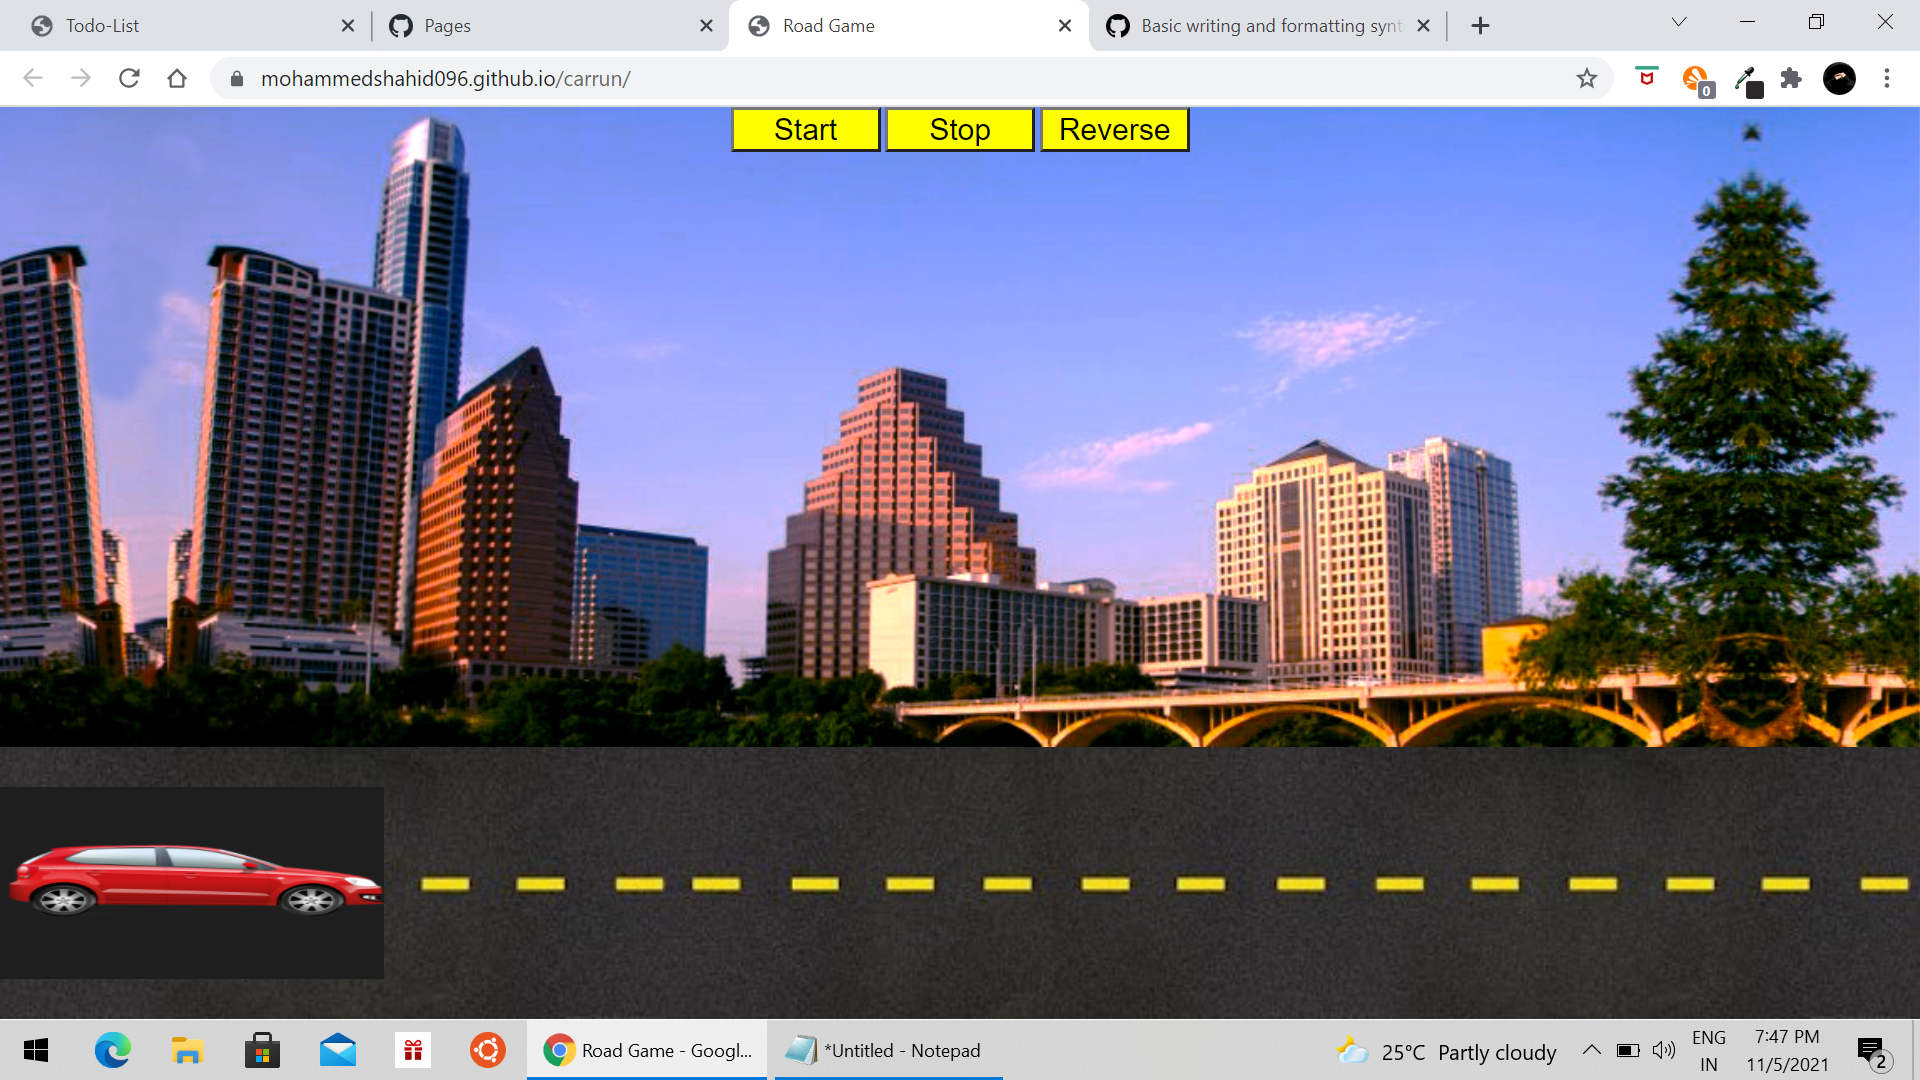 Todo-List
Pages
Road Game
Basic writing and formatting synt
mohammedshahid096.github.io/carrun/
0
Start
Stop
Reverse
Road Game - Googl...
*Untitled - Notepad
25°C Partly cloudy
ENG
IN
7:47 PM
11/5/2021
2